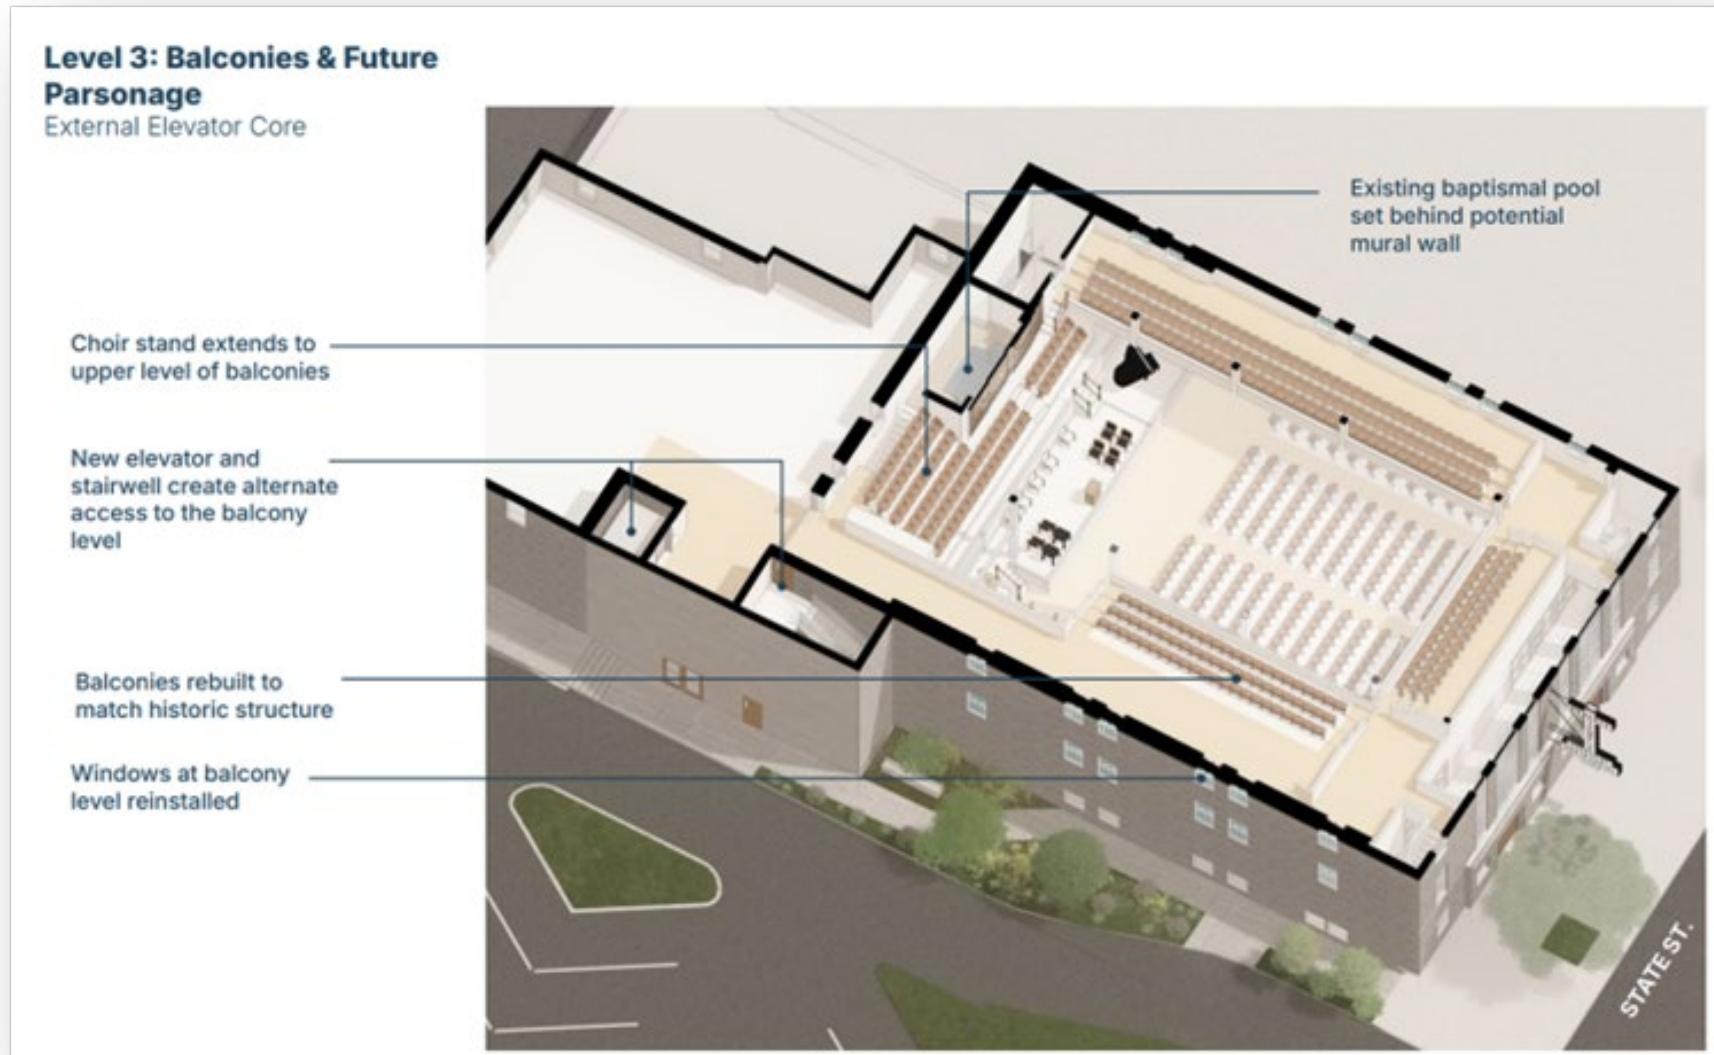 Level 3: Balconies & Future
Parsonage
External Elevator Core
Existing baptismal pool
set behind potential
mural wall
Choir stand extends to
upper level of balconies
New elevator and
stairwell create alternate
access to the balcony
level
Balconies rebuilt to
match historic structure
Windows at balcony
level reinstalled
STATE ST.